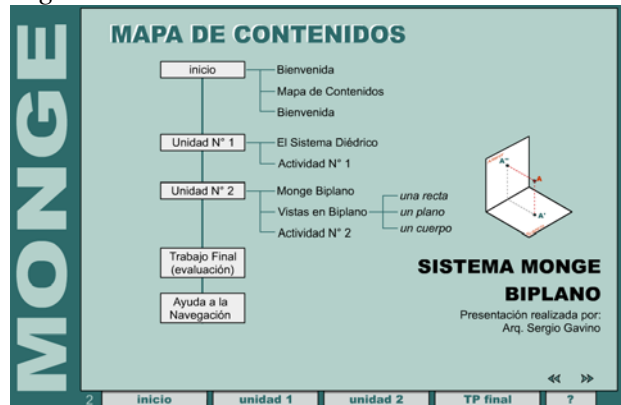 MONGE
MAPA DE CONTENIDOS
inicio
Bienvenida
Mapa de Contenidos
Bienvenida
Unidad N° 1
El Sistema Diédrico
Actividad N° 1
Unidad N° 2
Monge Biplano
Vistas en Biplano
una recta
un plano
un cuerpo
Actividad N° 2
Trabajo Final
(evaluación)
Ayuda a la
Navegación
A''
A
A'
SISTEMA MONGE
BIPLANO
Presentación realizada por:
Arq. Sergio Gavino
2
inicio
unidad 1
unidad 2
TP final
?